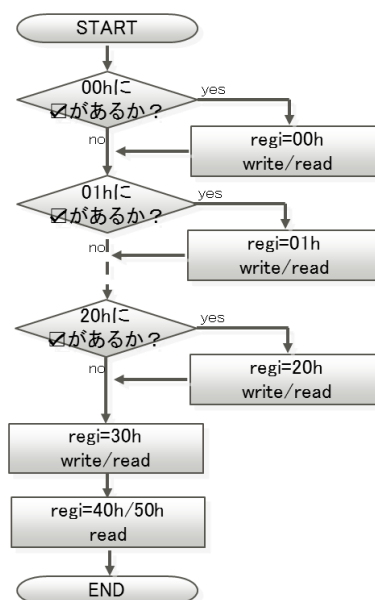 START
00hに
☑があるか？
yes
no
regi=00h
write/read
01hに
☑があるか？
yes
no
regi=01h
write/read
20hに
☑があるか？
yes
no
regi=20h
write/read
regi=30h
write/read
regi=40h/50h
read
END